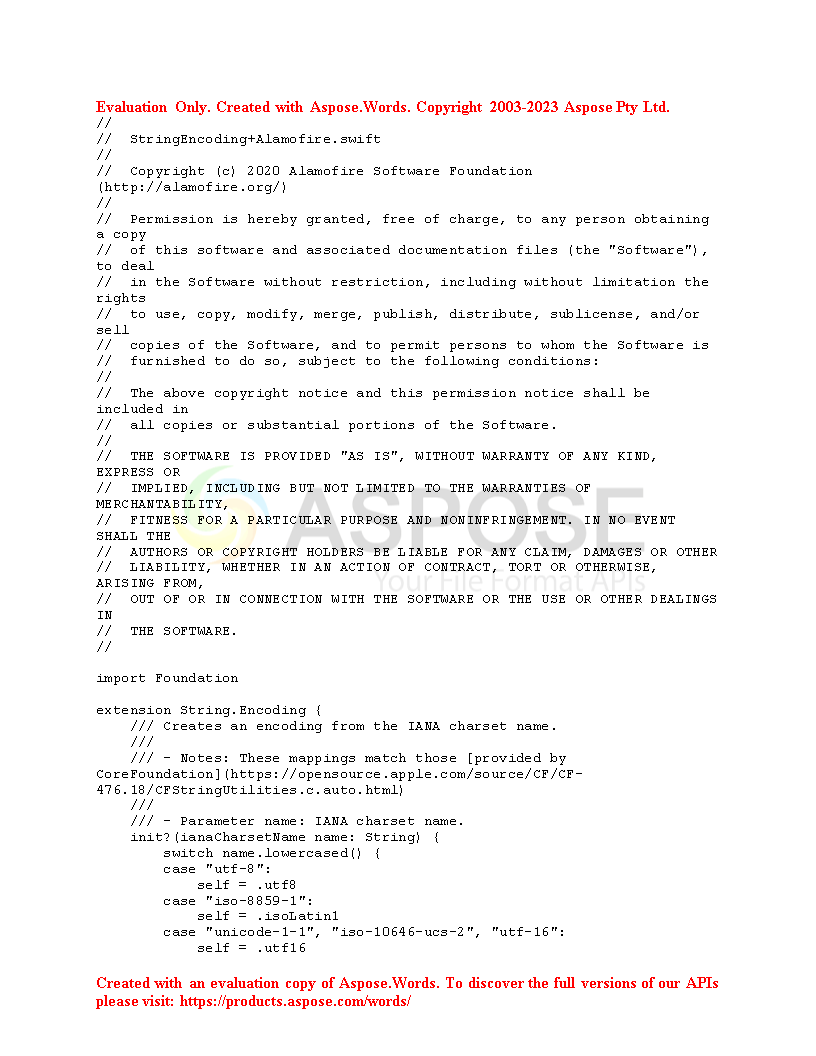 Evaluation Only. Created with Aspose.Words. Copyright 2003-2023 Aspose Pty Ltd.
//
//  StringEncoding+Alamofire.swift
//
//  Copyright (c) 2020 Alamofire Software Foundation
(http://alamofire.org/)
//
//  Permission is hereby granted, free of charge, to any person obtaining
a copy
//  of this software and associated documentation files (the "Software"),
to deal
//  in the Software without restriction, including without limitation the
rights
//  to use, copy, modify, merge, publish, distribute, sublicense, and/or
sell
//  copies of the Software, and to permit persons to whom the Software is
//  furnished to do so, subject to the following conditions:
//
//  The above copyright notice and this permission notice shall be
included in
//  all copies or substantial portions of the Software.
//
//  THE SOFTWARE IS PROVIDED "AS IS", WITHOUT WARRANTY OF ANY KIND,
EXPRESS OR
//  IMPLIED, INCLUDING BUT NOT LIMITED TO THE WARRANTIES OF
MERCHANTABILITY,
//  FITNESS FOR A PARTICULAR PURPOSE AND NONINFRINGEMENT. IN NO EVENT
SHALL THE
//  AUTHORS OR COPYRIGHT HOLDERS BE LIABLE FOR ANY CLAIM, DAMAGES OR OTHER
//  LIABILITY, WHETHER IN AN ACTION OF CONTRACT, TORT OR OTHERWISE,
ARISING FROM,
//  OUT OF OR IN CONNECTION WITH THE SOFTWARE OR THE USE OR OTHER DEALINGS
IN
//  THE SOFTWARE.
//
ASPOSE
Your File Format APIs
import Foundation
extension String.Encoding {
    /// Creates an encoding from the IANA charset name.
    ///
    /// - Notes: These mappings match those [provided by
CoreFoundation](https://opensource.apple.com/source/CF/CF-
476.18/CFStringUtilities.c.auto.html)
    ///
    /// - Parameter name: IANA charset name.
    init?(ianaCharsetName name: String) {
        switch name.lowercased() {
        case "utf-8":
            self = .utf8
        case "iso-8859-1":
            self = .isoLatin1
        case "unicode-1-1", "iso-10646-ucs-2", "utf-16":
            self = .utf16
Created with an evaluation copy of Aspose.Words. To discover the full versions of our APIs
please visit: https://products.aspose.com/words/